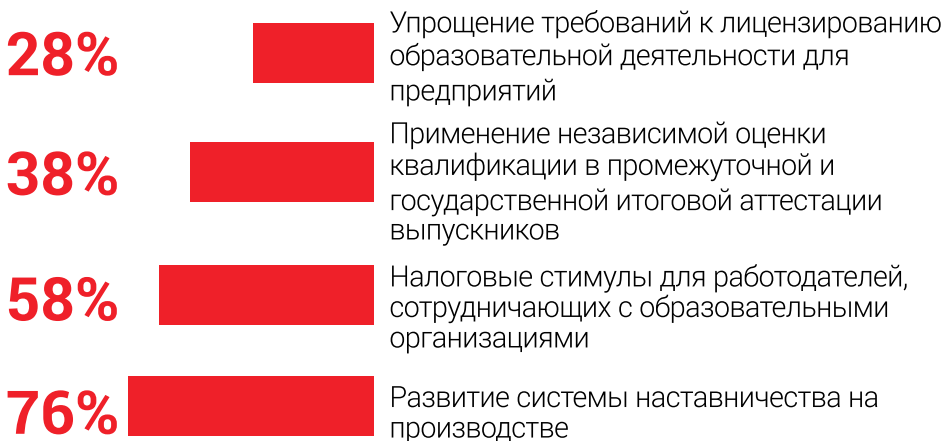 28%
Упрощение требований к лицензированию
образовательной деятельности для
предприятий
38%
Применение независимой оценки
квалификации в промежуточной и
государственной итоговой аттестации
выпускников
58%
Налоговые стимулы для работодателей,
сотрудничающих с образовательными
организациями
76%
Развитие системы наставничества на
производстве